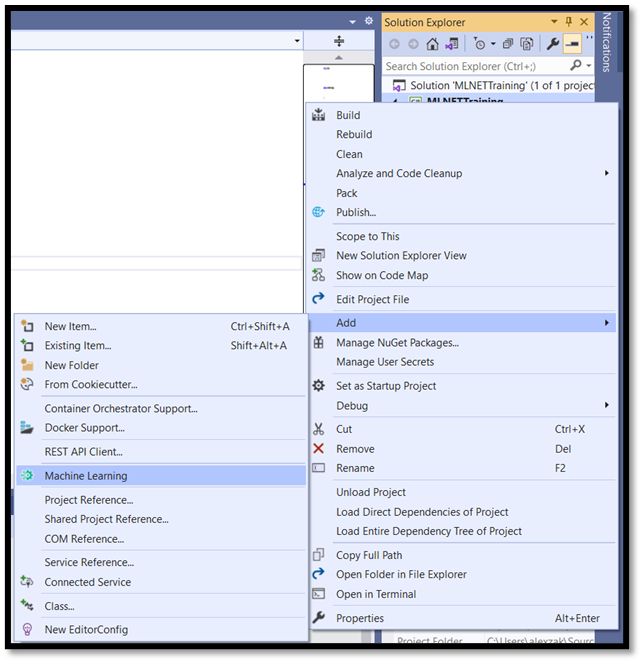 Solution Explorer
Notifications
Search Solution Explorer (Ctrl+;)
Solution 'MLNETTraining' (1 of 1 project
MLNETTraining
Build
Rebuild
Clean
Analyze and Code Cleanup
Pack
Publish...
Scope to This
New Solution Explorer View
Show on Code Map
Edit Project File
Add
Manage NuGet Packages...
Manage User Secrets
Set as Startup Project
Debug
Cut Ctrl+X
Remove Del
Rename F2
Unload Project
Load Direct Dependencies of Project
Load Entire Dependency Tree of Project
Copy Full Path
Open Folder in File Explorer
Open in Terminal
Properties Alt+Enter
New Item... Ctrl+Shift+A
Existing Item... Shift+Alt+A
New Folder
From Cookiecutter...
Container Orchestrator Support...
Docker Support...
REST API Client...
Machine Learning
Project Reference...
Shared Project Reference...
COM Reference...
Service Reference...
Connected Service
Class...
New EditorConfig
Project Folder C:\Users\alexzak\Sourc